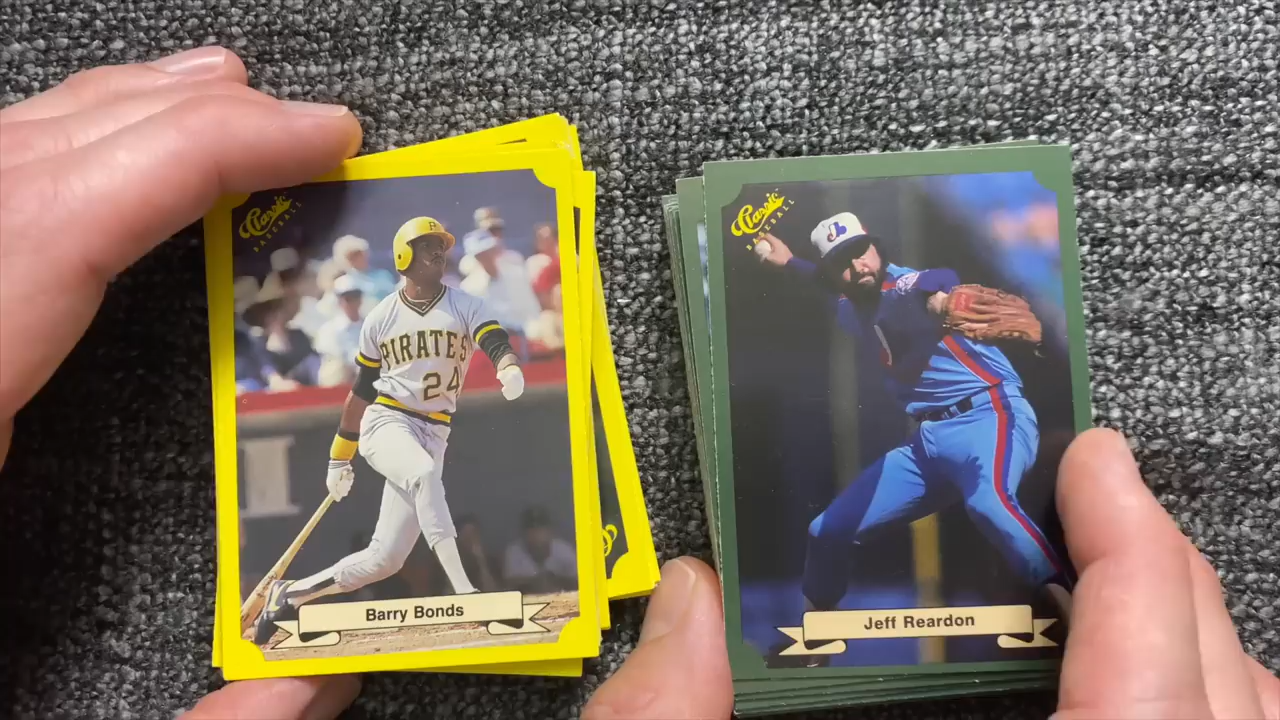 Classic
BASEBALL
P
PIRATES
24
Barry Bonds
Classic
BASEBALL
Jeff Reardon